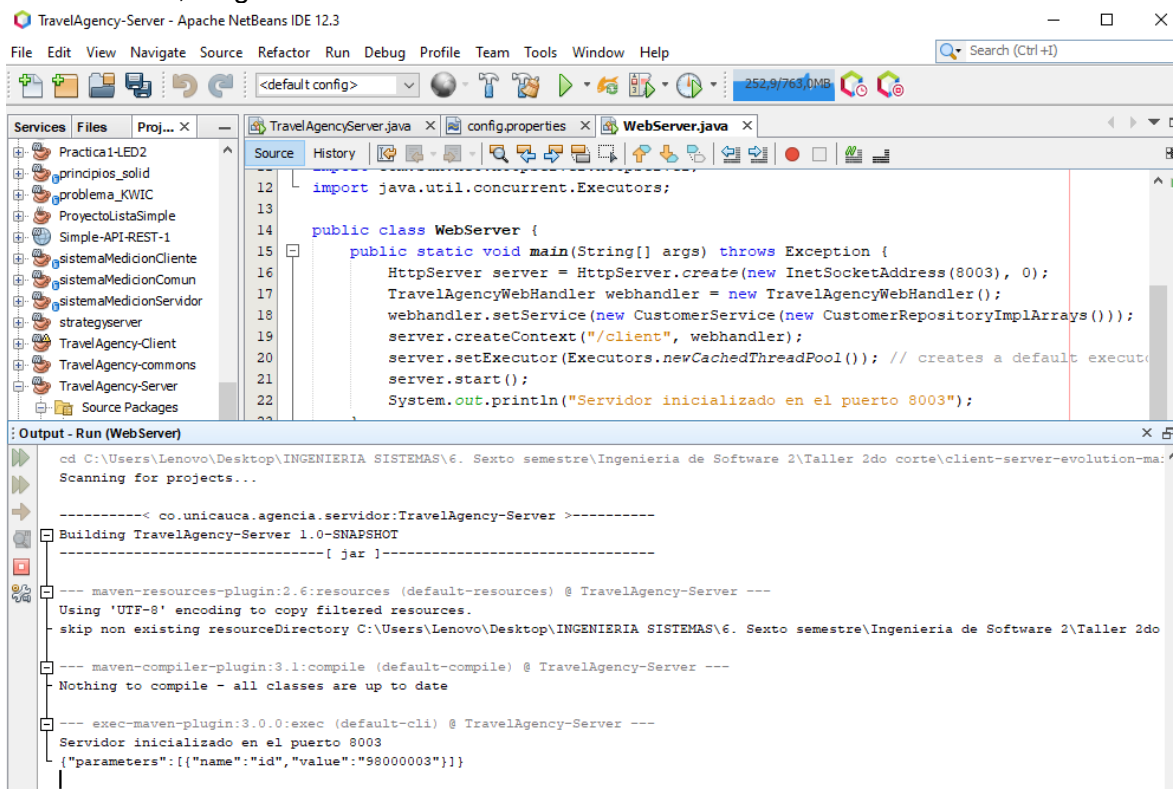 TravelAgency-Server - Apache NetBeans IDE 12.3
File Edit View Navigate Source Refactor Run Debug Profile Team Tools Window Help
Search (Ctrl+I)
<default config>
252,9/763,0MB
Services Files Proj...
TravelAgencyServer.java config.properties WebServer.java
Source History
Practica1-LED2
principios_solid
problema_KWIC
ProyectoListaSimple
Simple-API-REST-1
sistemaMedicionCliente
sistemaMedicionComun
sistemaMedicionServidor
strategyserver
TravelAgency-Client
TravelAgency-commons
TravelAgency-Server
Source Packages
12 import java.util.concurrent.Executors;
13
14 public class WebServer {
15 public static void main(String[] args) throws Exception {
16 HttpServer server = HttpServer.create(new InetSocketAddress(8003), 0);
17 TravelAgencyWebHandler webhandler = new TravelAgencyWebHandler();
18 webhandler.setService(new CustomerService(new CustomerRepositoryImplArrays()));
19 server.createContext("/client", webhandler);
20 server.setExecutor(Executors.newCachedThreadPool()); // creates a default executo
21 server.start();
22 System.out.println("Servidor inicializado en el puerto 8003");
Output - Run (WebServer)
cd C:\Users\Lenovo\Desktop\INGENIERIA SISTEMAS\6. Sexto semestre\Ingenieria de Software 2\Taller 2do corte\client-server-evolution-ma
Scanning for projects...
----------< co.unicauca.agencia.servidor:TravelAgency-Server >----------
Building TravelAgency-Server 1.0-SNAPSHOT
--------------------------------[ jar ]---------------------------------
--- maven-resources-plugin:2.6:resources (default-resources) @ TravelAgency-Server ---
Using 'UTF-8' encoding to copy filtered resources.
skip non existing resourceDirectory C:\Users\Lenovo\Desktop\INGENIERIA SISTEMAS\6. Sexto semestre\Ingenieria de Software 2\Taller 2do
--- maven-compiler-plugin:3.1:compile (default-compile) @ TravelAgency-Server ---
Nothing to compile - all classes are up to date
--- exec-maven-plugin:3.0.0:exec (default-cli) @ TravelAgency-Server ---
Servidor inicializado en el puerto 8003
{"parameters":[{"name":"id","value":"98000003"}]}